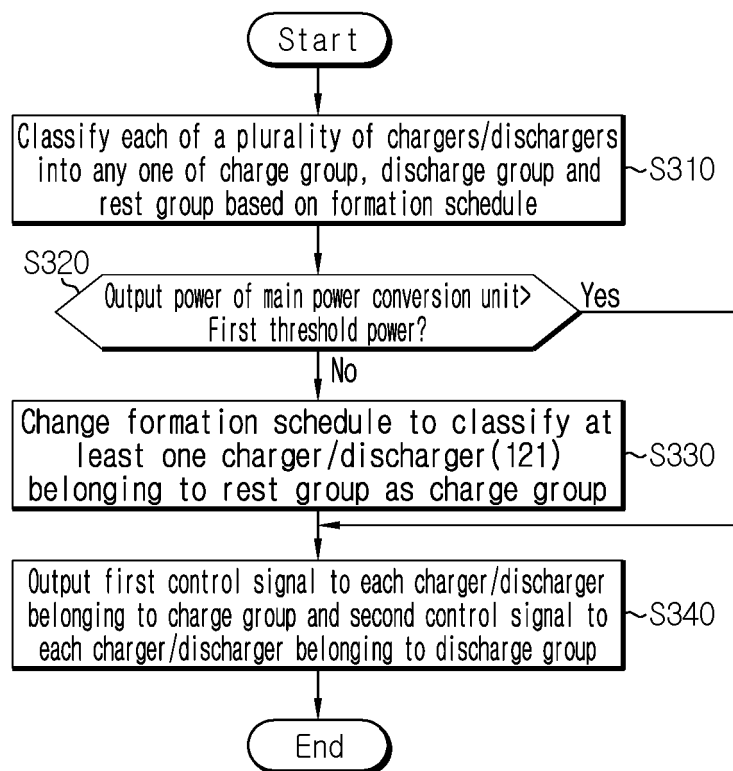 Start
Classify each of a plurality of chargers/dischargers
into any one of charge group, discharge group and
rest group based on formation schedule
S310
S320
Output power of main power conversion unit>
First threshold power?
Yes
No
Change formation schedule to classify at
least one charger/discharger(121)
belonging to rest group as charge group
S330
Output first control signal to each charger/discharger
belonging to charge group and second control signal to
each charger/discharger belonging to discharge group
S340
End